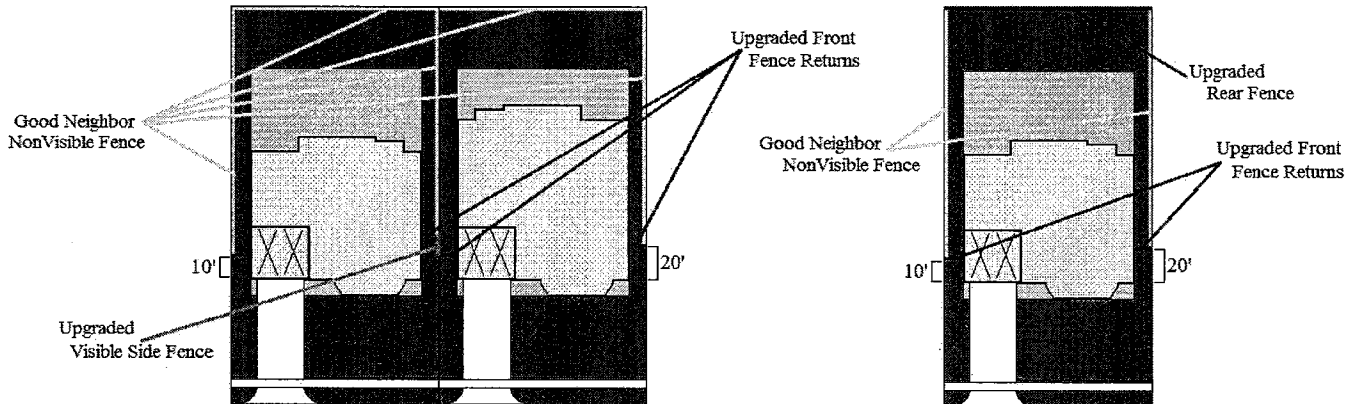 Upgraded Front
Fence Returns
Good Neighbor
NonVisible Fence
10'
20'
Upgraded
Visible Side Fence
Upgraded
Rear Fence
Good Neighbor
NonVisible Fence
Upgraded Front
Fence Returns
10'
20'